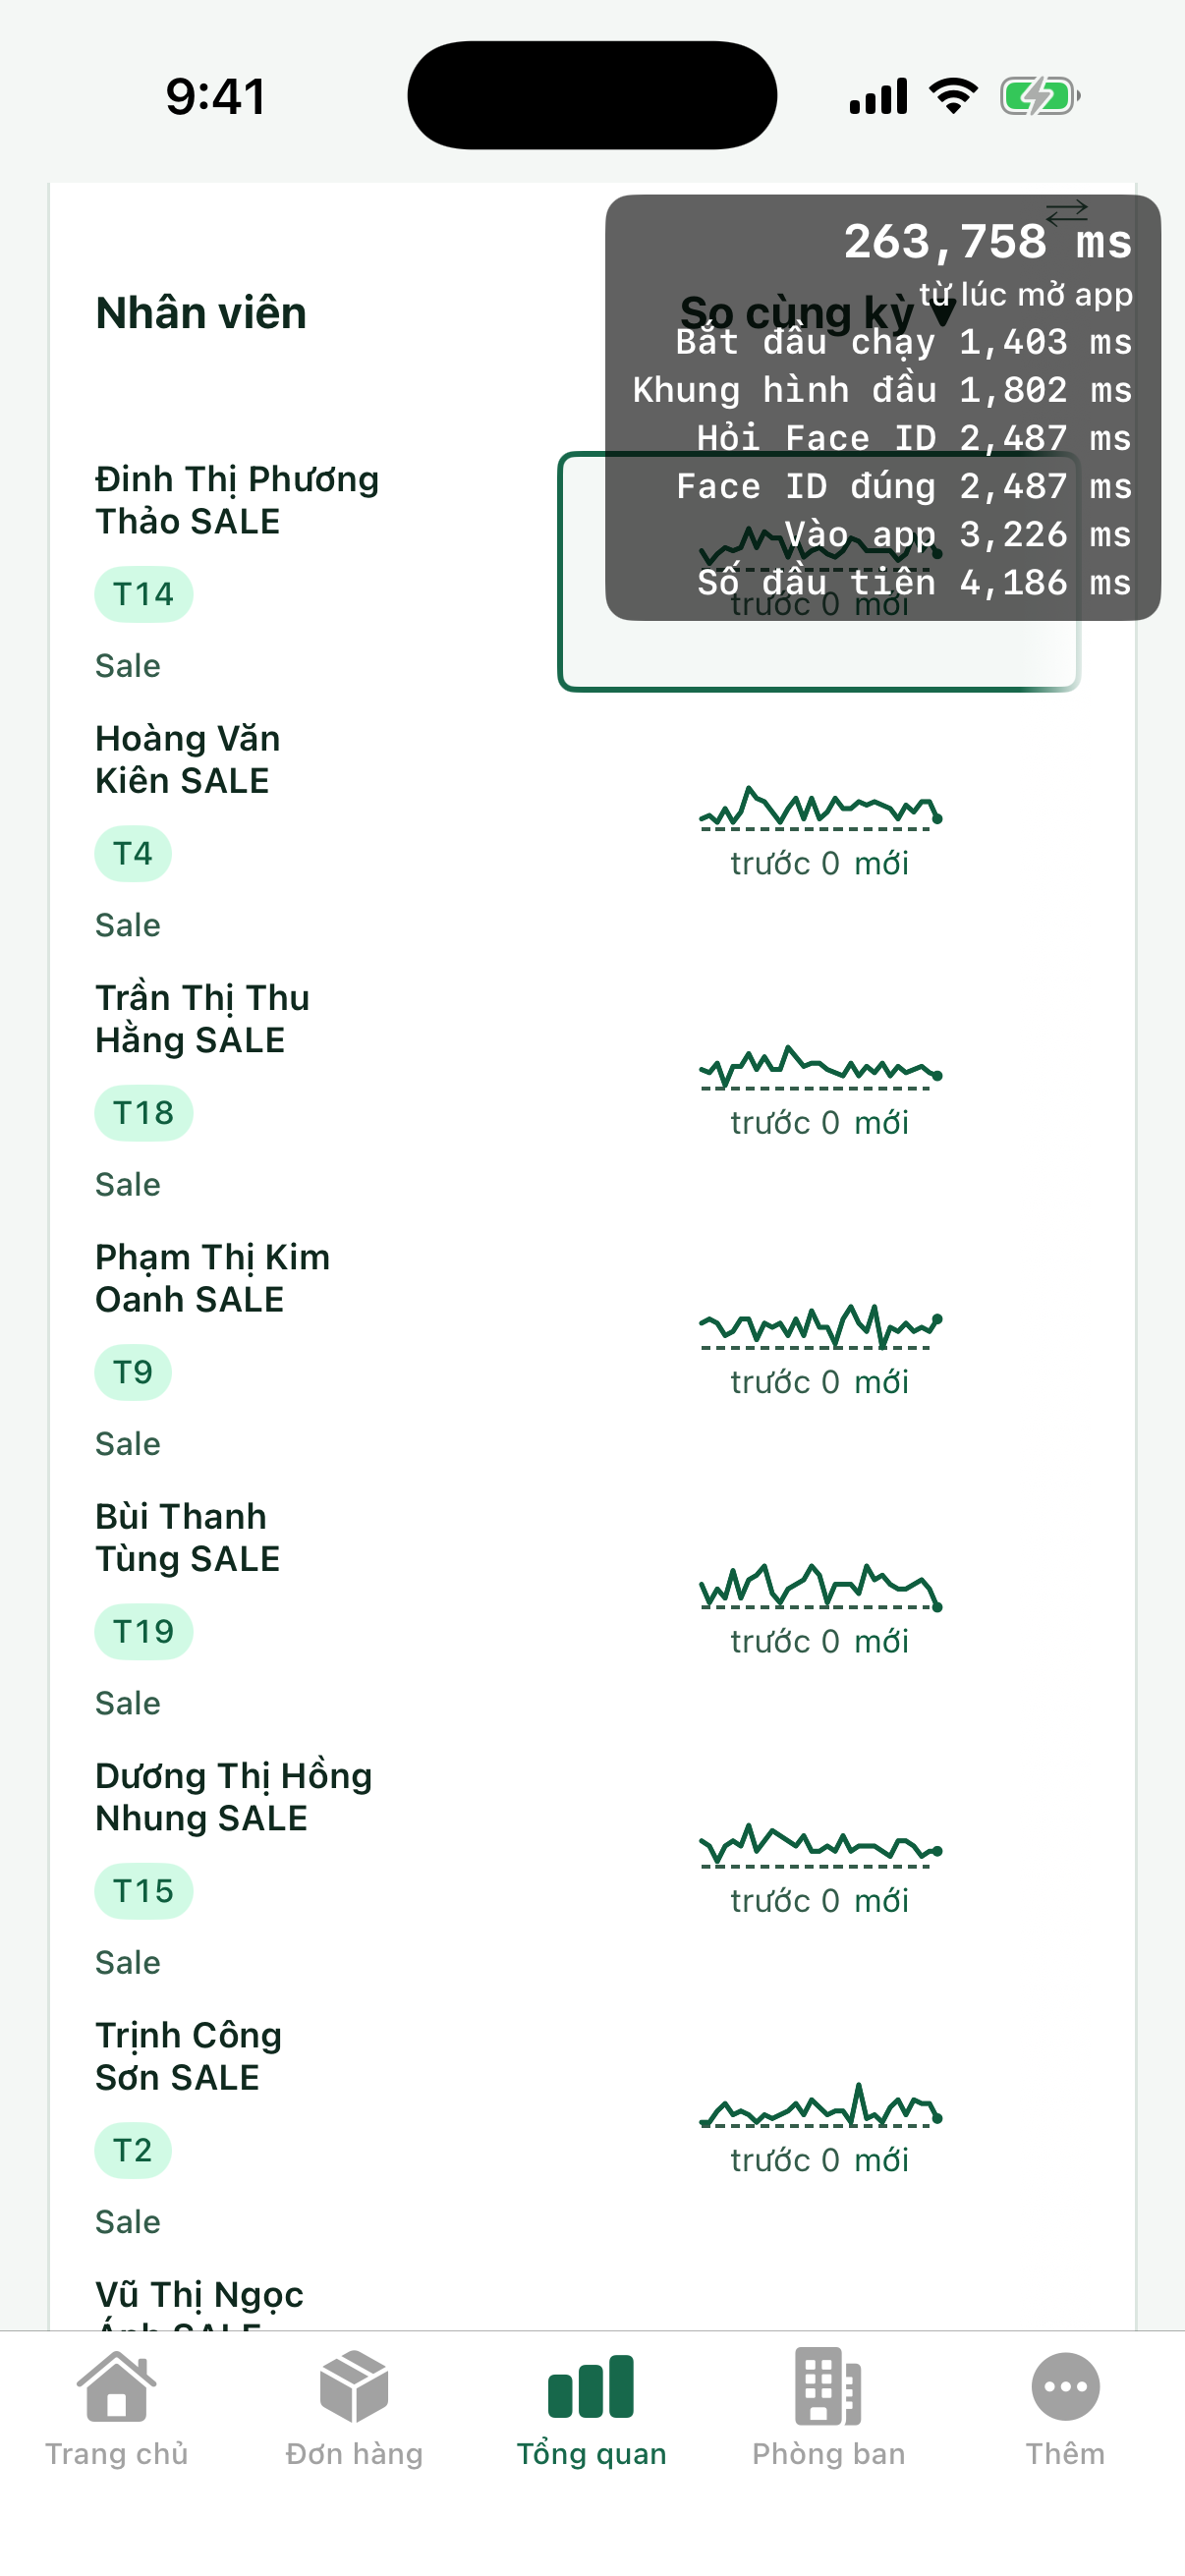 9:41
263,758 ms
từ lúc mở app
Nhân viên
So cùng kỳ ▼
Bắt đầu chạy 1,403 ms
Khung hình đầu 1,802 ms
Hỏi Face ID 2,487 ms
Face ID đúng 2,487 ms
Vào app 3,226 ms
Số đầu tiên 4,186 ms
Đinh Thị Phương
Thảo SALE
T14
trước 0 mới
Sale
Hoàng Văn
Kiên SALE
T4
trước 0 mới
Sale
Trần Thị Thu
Hằng SALE
T18
trước 0 mới
Sale
Phạm Thị Kim
Oanh SALE
T9
trước 0 mới
Sale
Bùi Thanh
Tùng SALE
T19
trước 0 mới
Sale
Dương Thị Hồng
Nhung SALE
T15
trước 0 mới
Sale
Trịnh Công
Sơn SALE
T2
trước 0 mới
Sale
Vũ Thị Ngọc
Ánh SALE
Trang chủ
Đơn hàng
Tổng quan
Phòng ban
Thêm